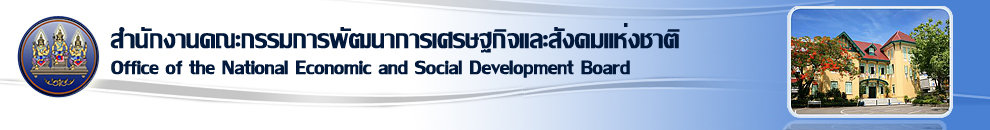 สำนักงานคณะกรรมการพัฒนาการเศรษฐกิจและสังคมแห่งชาติ
Office of the National Economic and Social Development Board